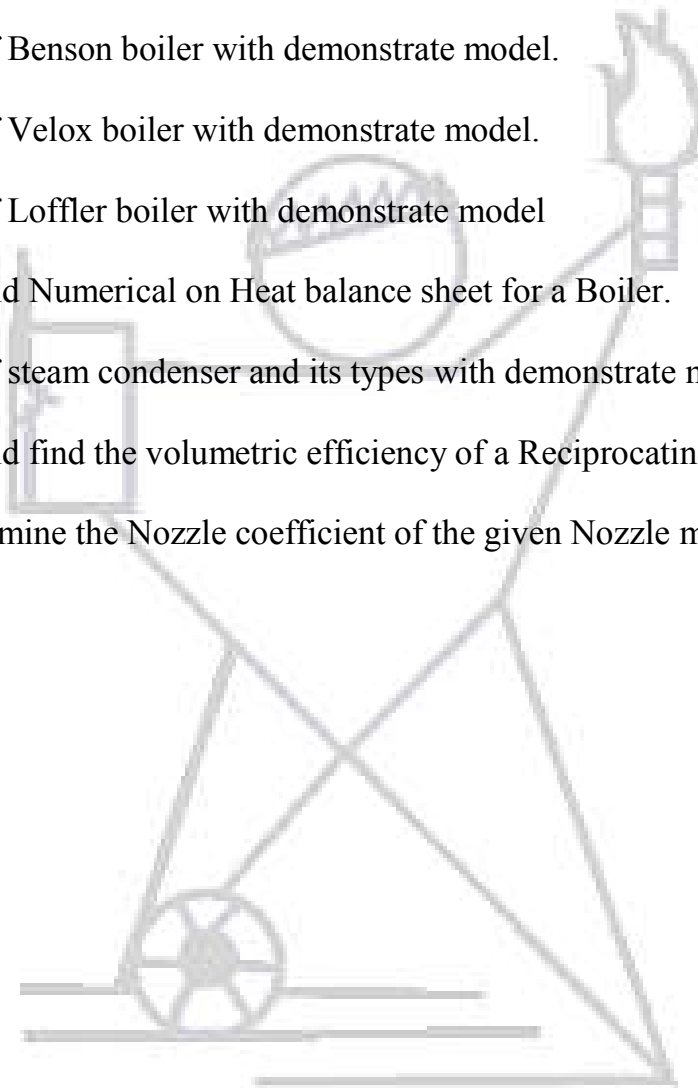 Benson boiler with demonstrate model.
Velox boiler with demonstrate model.
Loffler boiler with demonstrate model
Numerical on Heat balance sheet for a Boiler.
steam condenser and its types with demonstrate
find the volumetric efficiency of a
the Nozzle coefficient of the given Nozzle